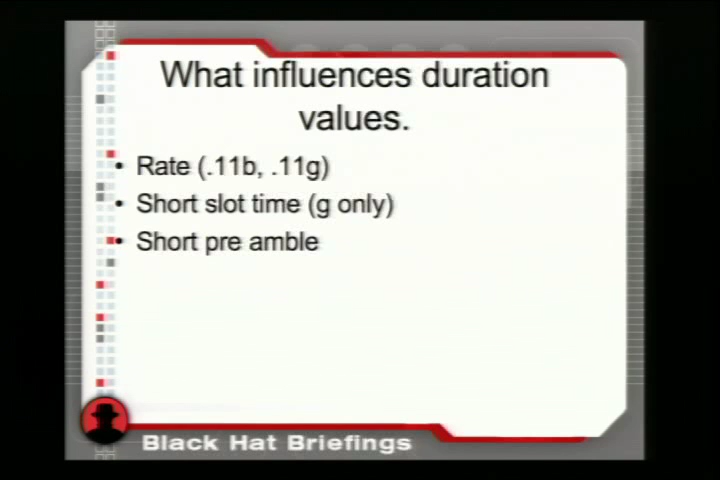 What influences duration
values.
• Rate (.11b, .11g)
• Short slot time (g only)
• Short pre amble
Black Hat Briefings